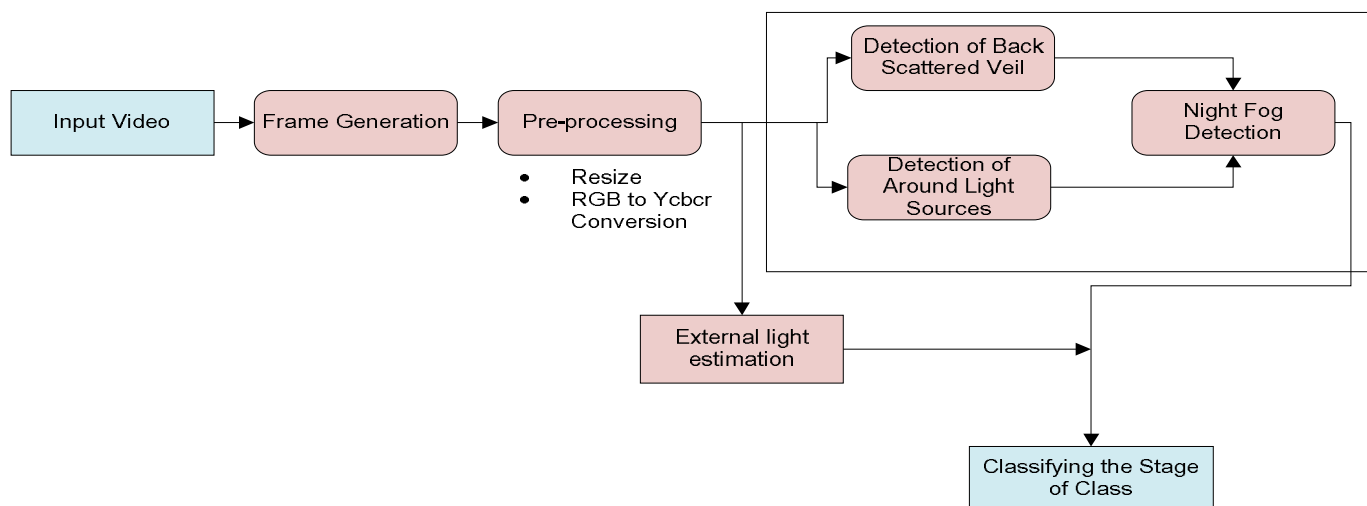 Input Video
Frame Generation
Pre-processing
• Resize
• RGB to Ycbcr
Conversion
Detection of Back
Scattered Veil
Detection of
Around Light
Sources
Night Fog
Detection
External light
estimation
Classifying the Stage
of Class